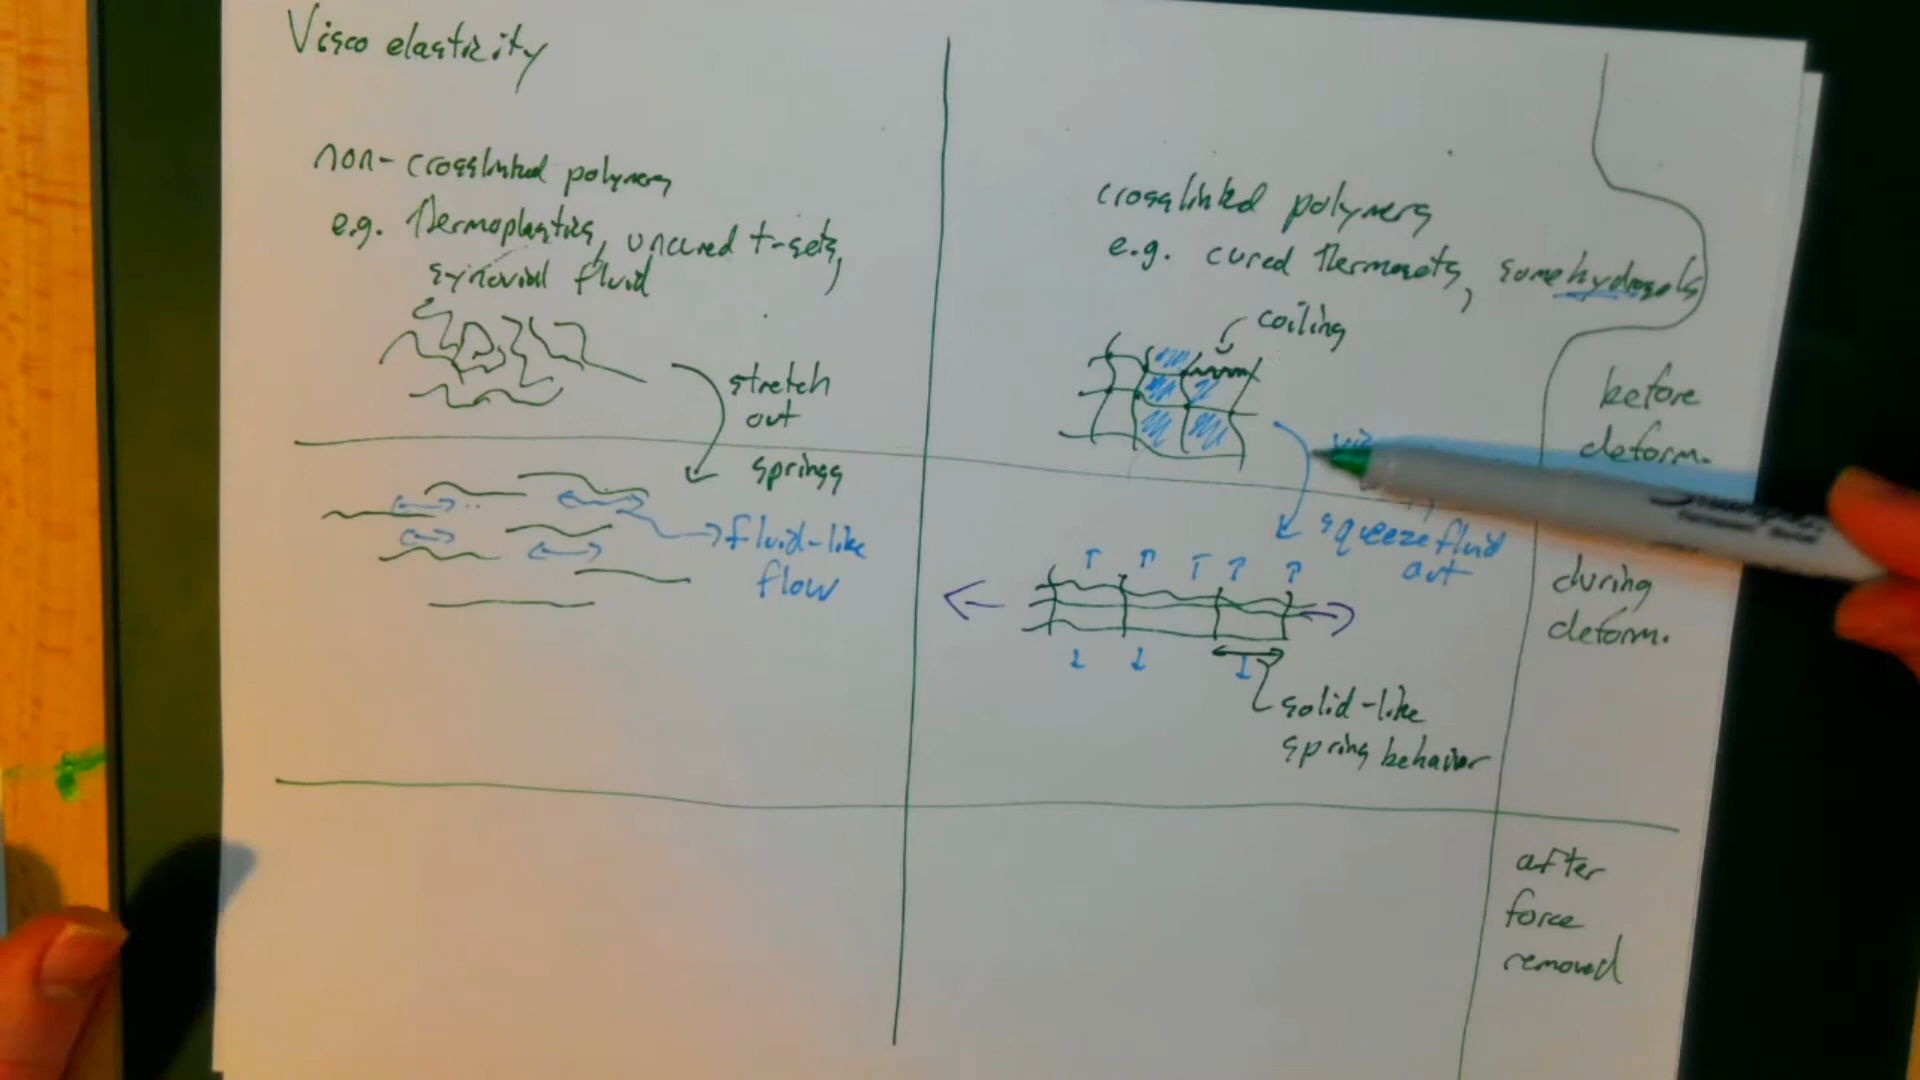 Visco elasticity
non-crosslinked polymers
e.g. thermoplastics, uncured t-sets,
synovial fluid
stretch
out
springs
fluid-like
flow
crosslinked polymers
e.g. cured thermosets, some hydrogels
coiling
squeeze fluid
out
solid-like
spring behavior
before
deform.
during
deform.
after
force
removed